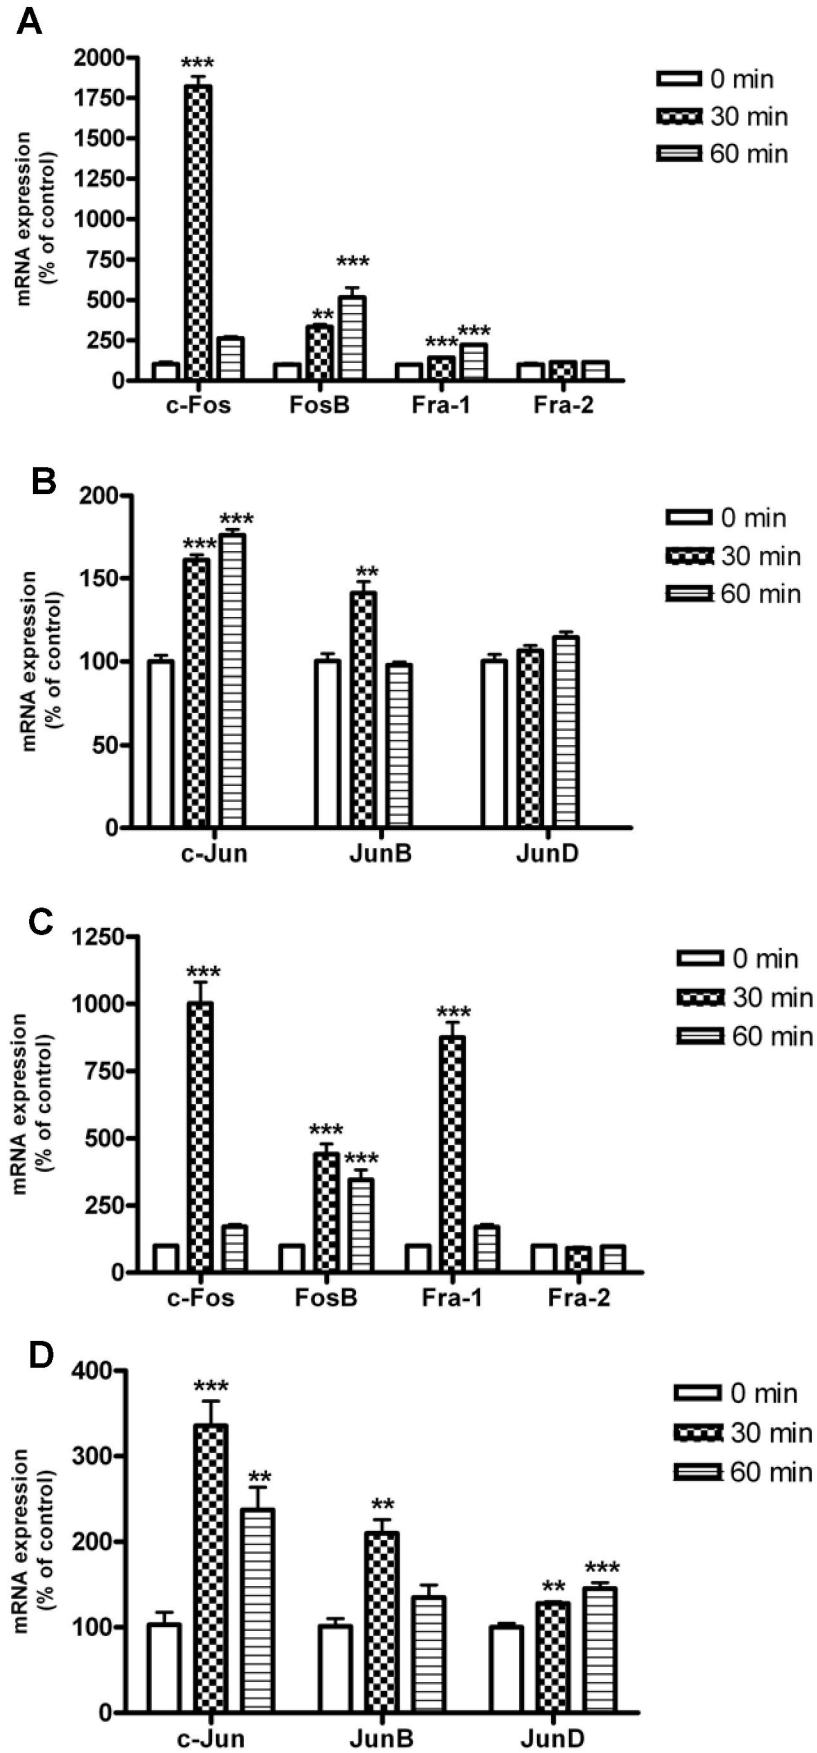 A
mRNA expression
(% of control)
2000
1750
1500
1250
1000
750
500
250
0
***
**
***
***
***
c-Fos
FosB
Fra-1
Fra-2
0 min
30 min
60 min
B
mRNA expression
(% of control)
200
150
100
50
0
***
***
**
c-Jun
JunB
JunD
0 min
30 min
60 min
C
mRNA expression
(% of control)
1250
1000
750
500
250
0
***
***
***
***
c-Fos
FosB
Fra-1
Fra-2
0 min
30 min
60 min
D
mRNA expression
(% of control)
400
300
200
100
0
***
**
**
**
***
c-Jun
JunB
JunD
0 min
30 min
60 min